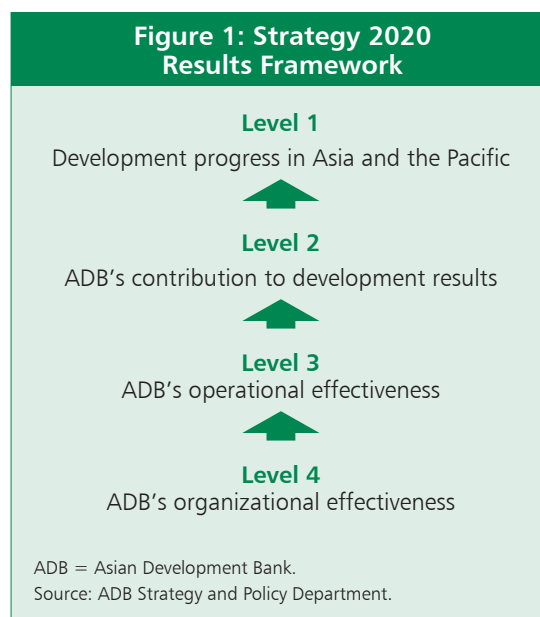 Figure 1: Strategy 2020
Results Framework
Level 1
Development progress in Asia and the Pacific
Level 2
ADB’s contribution to development results
Level 3
ADB’s operational effectiveness
Level 4
ADB’s organizational effectiveness
ADB = Asian Development Bank.
Source: ADB Strategy and Policy Department.